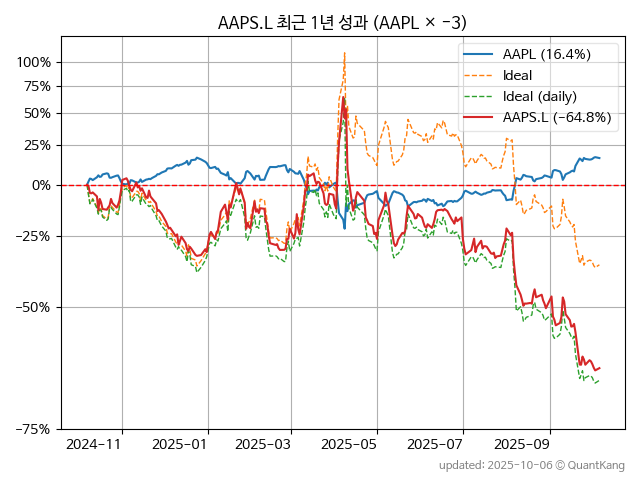 AAPS.L 최근 1년 성과 (AAPL × −3)
AAPL (16.4%)
Ideal
Ideal (daily)
AAPS.L (−64.8%)
100%
75%
50%
25%
0%
−25%
−50%
−75%
2024-11 2025-01 2025-03 2025-05 2025-07 2025-09
updated: 2025-10-06 © QuantKang